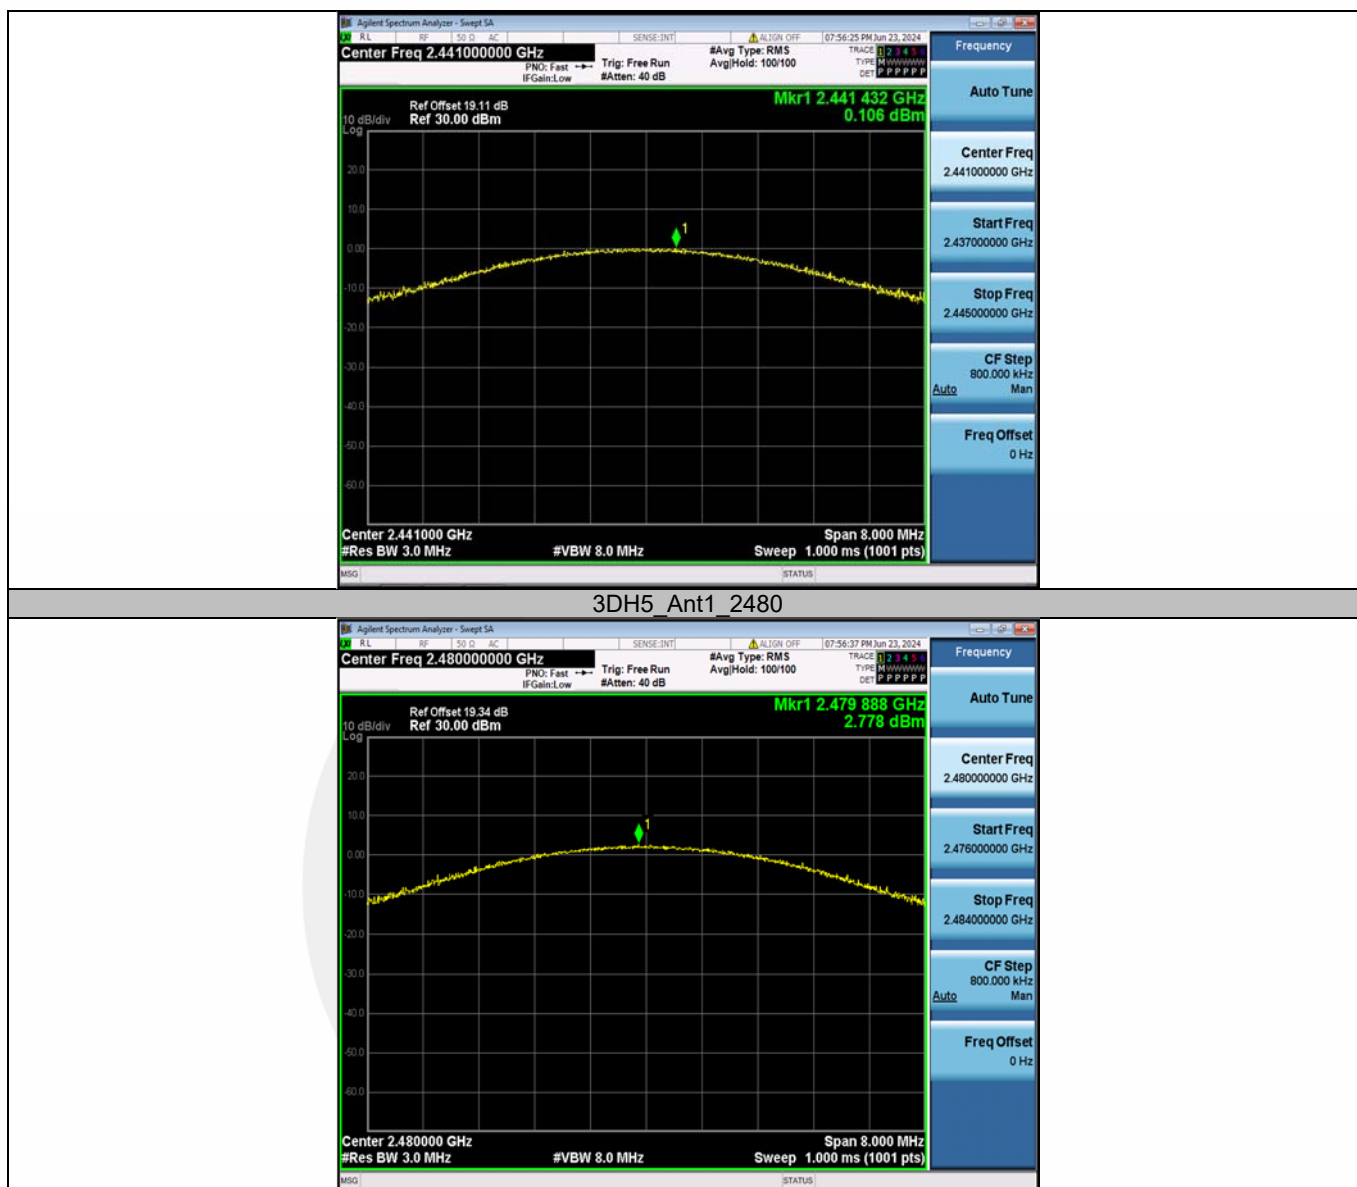 Agilent Spectrum Analyzer - Swept SA
RL RF 50 Ω AC SENSE:INT ALIGN OFF 07:56:25 PM Jun 23, 2024
Center Freq 2.441000000 GHz
PNO: Fast
IFGain:Low
Trig: Free Run
#Atten: 40 dB
#Avg Type: RMS
Avg|Hold: 100/100
TRACE 1 2 3 4 5 6
TYPE M W W W W W
DET P P P P P P
Mkr1 2.441 432 GHz
0.106 dBm
Ref Offset 19.11 dB
10 dB/div Ref 30.00 dBm
Log
20.0
10.0
0.00
-10.0
-20.0
-30.0
-40.0
-50.0
-60.0
1
Center 2.441000 GHz Span 8.000 MHz
#Res BW 3.0 MHz #VBW 8.0 MHz Sweep 1.000 ms (1001 pts)
MSG STATUS
Frequency
Auto Tune
Center Freq
2.441000000 GHz
Start Freq
2.437000000 GHz
Stop Freq
2.445000000 GHz
CF Step
800.000 kHz
Auto Man
Freq Offset
0 Hz
3DH5_Ant1_2480
Agilent Spectrum Analyzer - Swept SA
RL RF 50 Ω AC SENSE:INT ALIGN OFF 07:56:37 PM Jun 23, 2024
Center Freq 2.480000000 GHz
PNO: Fast
IFGain:Low
Trig: Free Run
#Atten: 40 dB
#Avg Type: RMS
Avg|Hold: 100/100
TRACE 1 2 3 4 5 6
TYPE M W W W W W
DET P P P P P P
Mkr1 2.479 888 GHz
2.778 dBm
Ref Offset 19.34 dB
10 dB/div Ref 30.00 dBm
Log
20.0
10.0
0.00
-10.0
-20.0
-30.0
-40.0
-50.0
-60.0
1
Center 2.480000 GHz Span 8.000 MHz
#Res BW 3.0 MHz #VBW 8.0 MHz Sweep 1.000 ms (1001 pts)
MSG STATUS
Frequency
Auto Tune
Center Freq
2.480000000 GHz
Start Freq
2.476000000 GHz
Stop Freq
2.484000000 GHz
CF Step
800.000 kHz
Auto Man
Freq Offset
0 Hz